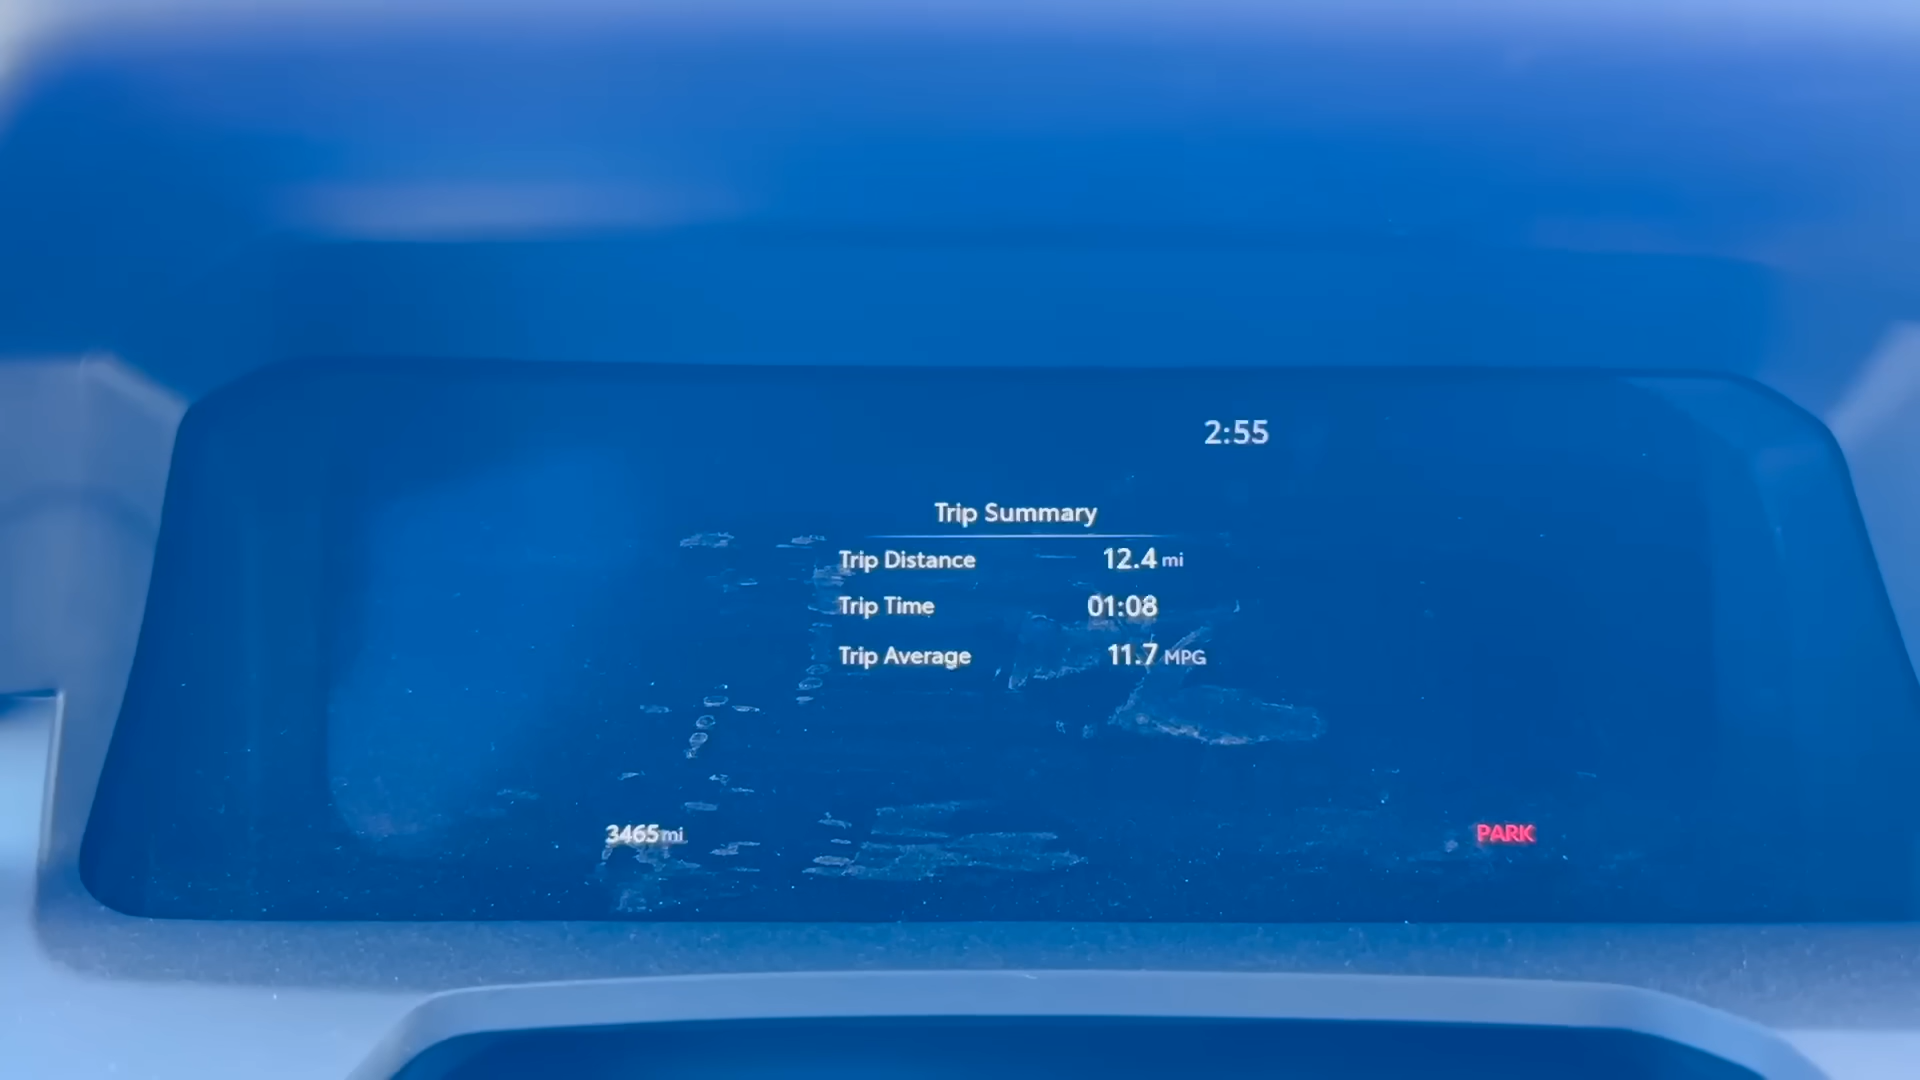 2:55
Trip Summary
Trip Distance 12.4 mi
Trip Time 01:08
Trip Average 11.7 MPG
3465 mi PARK